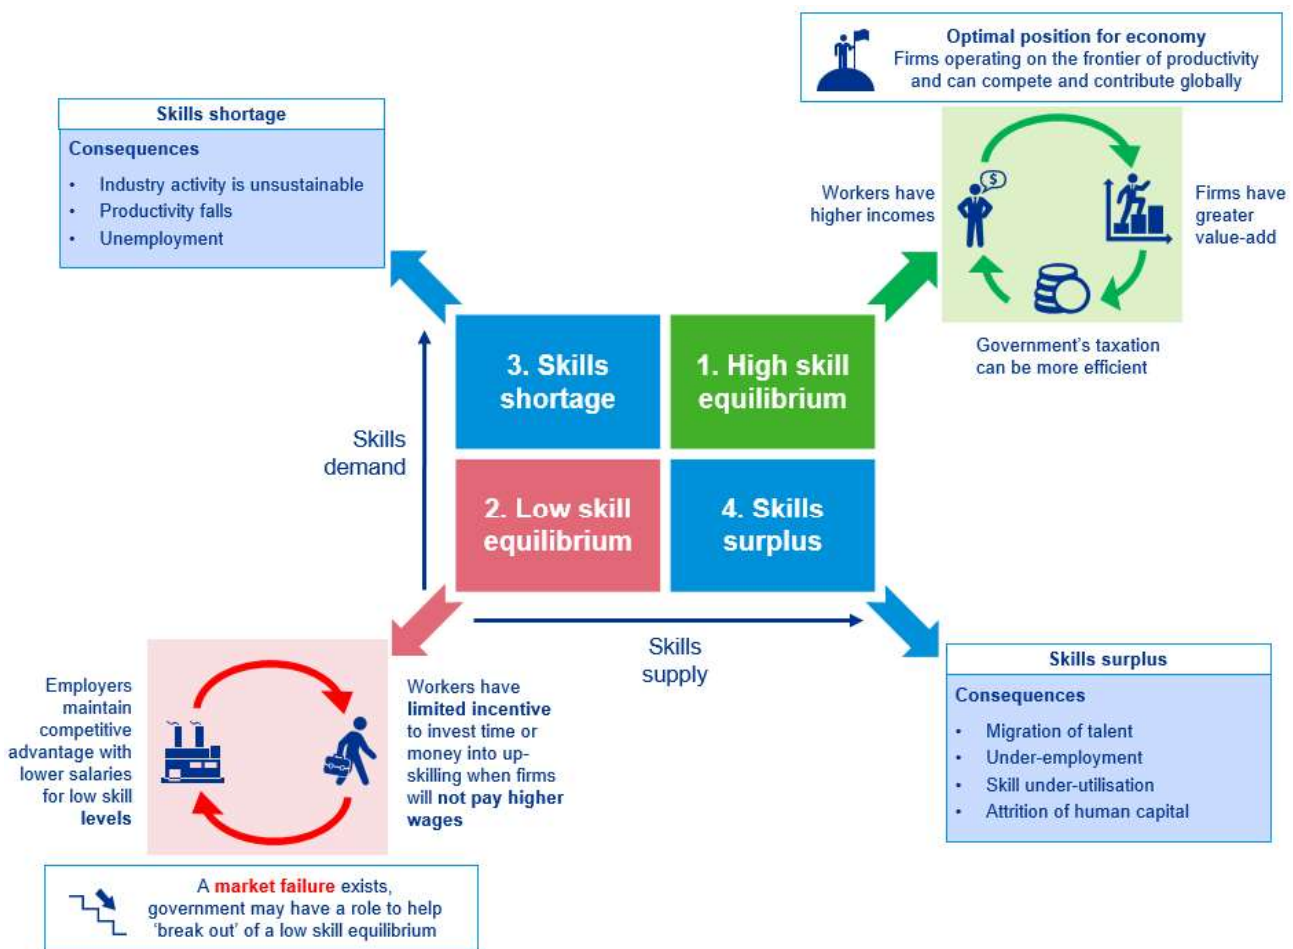 Optimal position for economy
Firms operating on the frontier of productivity
and can compete and contribute globally
Skills shortage
Consequences
• Industry activity is unsustainable
• Productivity falls
• Unemployment
Workers have
higher incomes
$
Firms have
greater
value-add
Government's taxation
can be more efficient
3. Skills
shortage
1. High skill
equilibrium
Skills
demand
2. Low skill
equilibrium
4. Skills
surplus
Skills
supply
Employers
maintain
competitive
advantage with
lower salaries
for low skill
levels
Workers have
limited incentive
to invest time or
money into up-
skilling when firms
will not pay higher
wages
Skills surplus
Consequences
• Migration of talent
• Under-employment
• Skill under-utilisation
• Attrition of human capital
A market failure exists,
government may have a role to help
'break out' of a low skill equilibrium